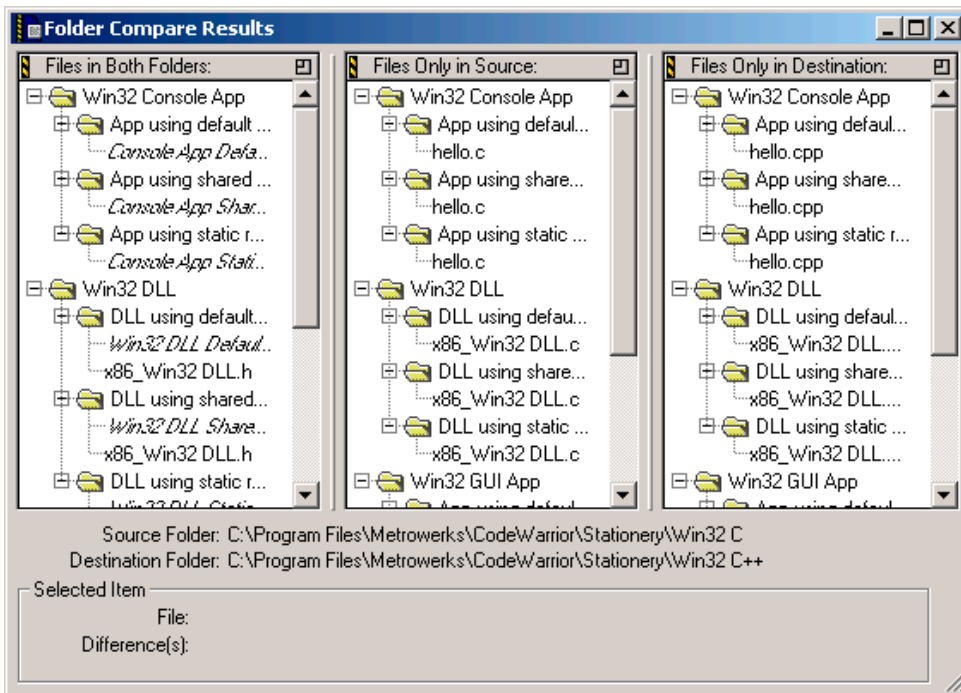 Folder Compare Results
Files in Both Folders:
Win32 Console App
App using default ...
Console App Defa...
App using shared ...
Console App Shar...
App using static r...
Console App Stati...
Win32 DLL
DLL using default...
Win32 DLL Defaul...
x86_Win32 DLL.h
DLL using shared...
Win32 DLL Share...
x86_Win32 DLL.h
DLL using static r...
Files Only in Source:
Win32 Console App
App using defaul...
hello.c
App using share...
hello.c
App using static ...
hello.c
Win32 DLL
DLL using defau...
x86_Win32 DLL.c
DLL using share...
x86_Win32 DLL.c
DLL using static ...
x86_Win32 DLL.c
Win32 GUI App
Files Only in Destination:
Win32 Console App
App using defaul...
hello.cpp
App using share...
hello.cpp
App using static r...
hello.cpp
Win32 DLL
DLL using defaul...
x86_Win32 DLL....
DLL using share...
x86_Win32 DLL....
DLL using static ...
x86_Win32 DLL....
Win32 GUI App
Source Folder: C:\Program Files\Metrowerks\CodeWarrior\Stationery\Win32 C
Destination Folder: C:\Program Files\Metrowerks\CodeWarrior\Stationery\Win32 C++
Selected Item
File:
Difference(s):